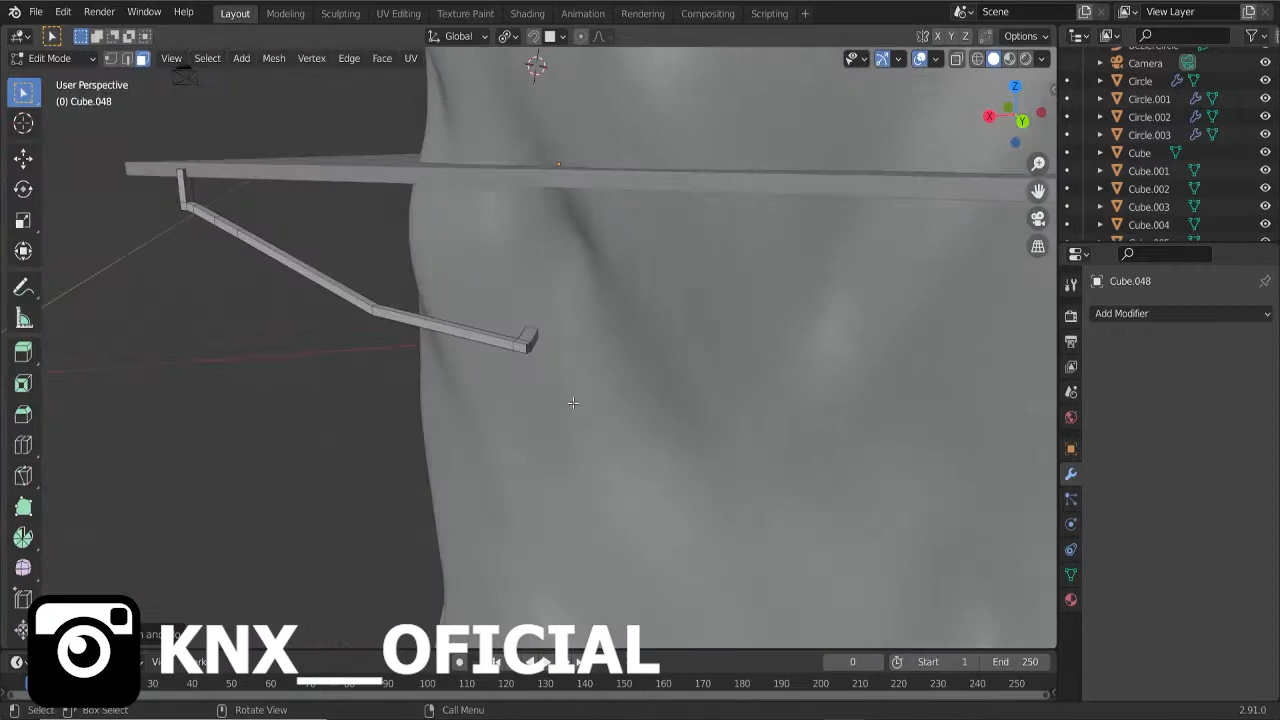 File Edit Render Window Help Layout Modeling Sculpting UV Editing Texture Paint Shading Animation Rendering Compositing Scripting + Scene View Layer
Global X Y Z Options
Edit Mode View Select Add Mesh Vertex Edge Face UV
User Perspective
(0) Cube.048
Z
X
Y
Camera
Circle
Circle.001
Circle.002
Circle.003
Cube
Cube.001
Cube.002
Cube.003
Cube.004
Cube.048
Add Modifier
KNX___OFICIAL
0 Start 1 End 250
30 40 50 60 70 80 90 100 110 120 130 140 150 160 170 180 190 200 210 220 230 240 250
Select Box Select Rotate View Call Menu 2.91.0